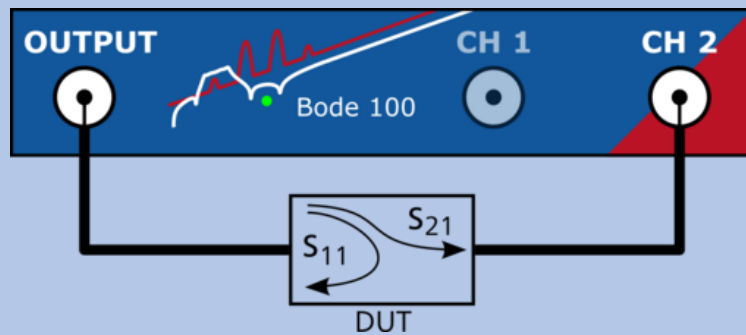 OUTPUT
CH 1
CH 2
Bode 100
S21
S11
DUT